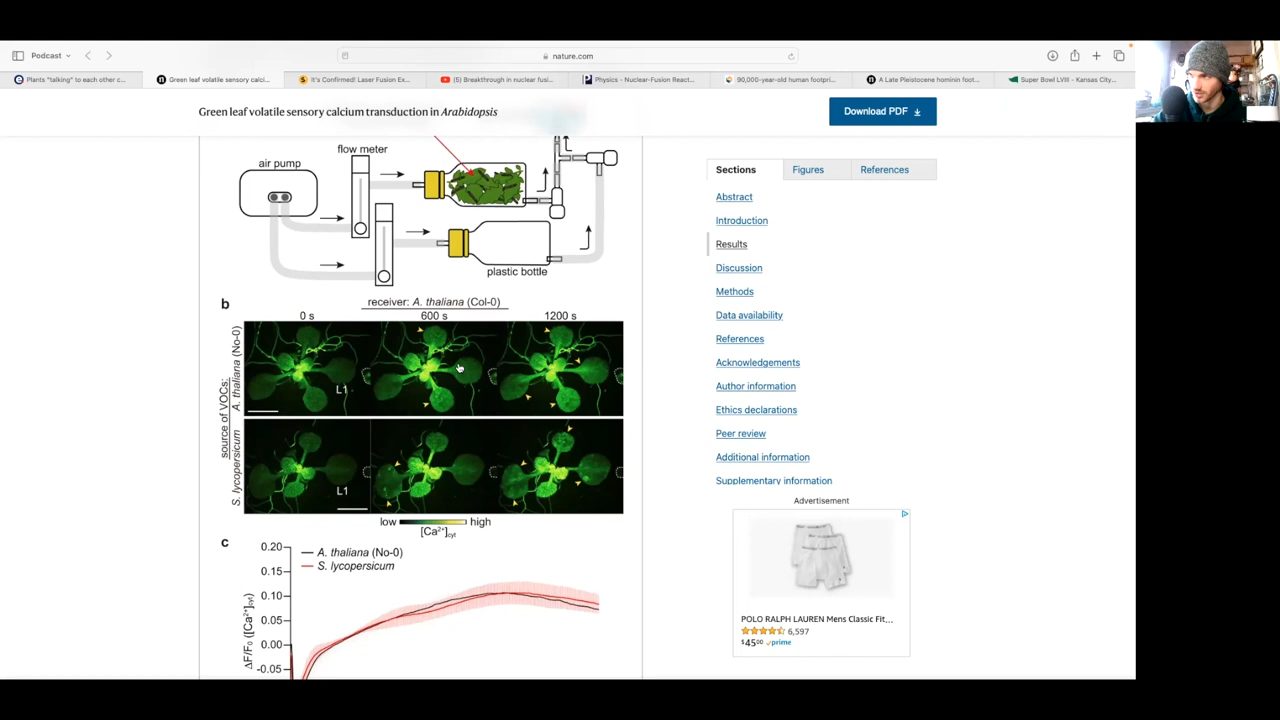 Podcast
nature.com
Plants "talking" to each other c...
Green leaf volatile sensory calci...
It's Confirmed! Laser Fusion Ex...
(5) Breakthrough in nuclear fusi...
Physics - Nuclear-Fusion React...
90,000-year-old human footpri...
A Late Pleistocene hominin foot...
Super Bowl LVIII - Kansas City...
Green leaf volatile sensory calcium transduction in Arabidopsis
Download PDF
flow meter
air pump
plastic bottle
b
receiver: A. thaliana (Col-0)
0 s
600 s
1200 s
source of VOCs:
A. thaliana (No-0)
S. lycopersicum
L1
L1
low
high
[Ca²⁺]cyt
c
A. thaliana (No-0)
S. lycopersicum
0.20
0.15
0.10
0.05
0.00
-0.05
ΔF/F₀ ([Ca²⁺]cyt)
Sections
Figures
References
Abstract
Introduction
Results
Discussion
Methods
Data availability
References
Acknowledgements
Author information
Ethics declarations
Peer review
Additional information
Supplementary information
Advertisement
POLO RALPH LAUREN Mens Classic Fit,...
6,597
$45⁰⁰ prime